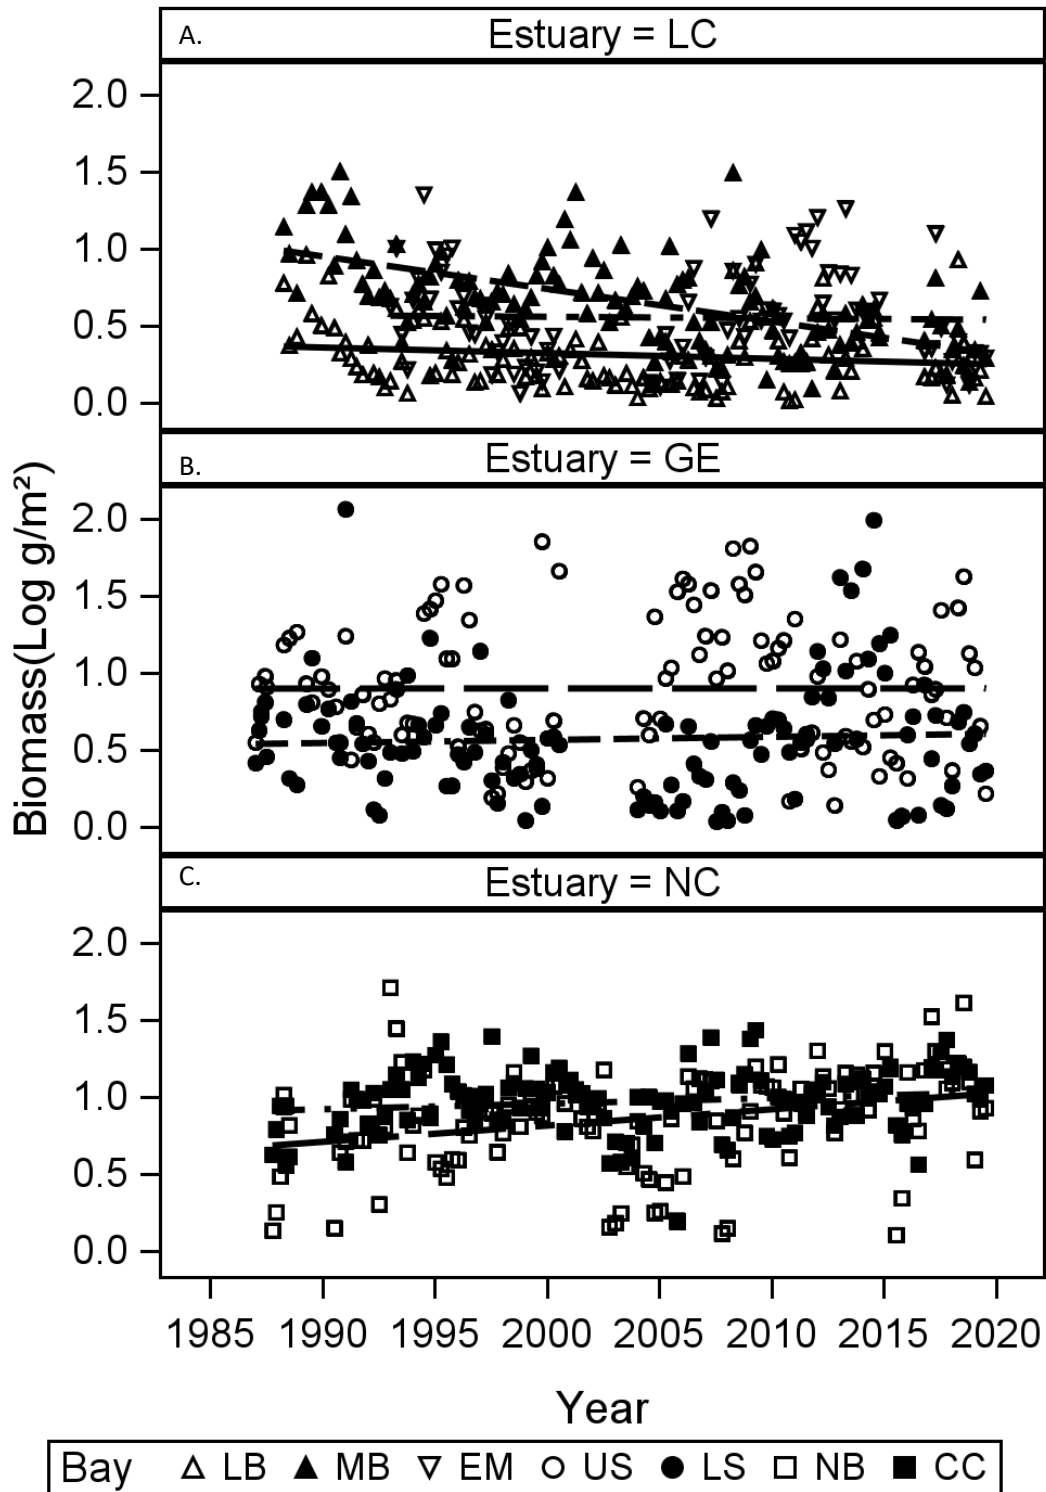 A. Estuary = LC
2.0
1.5
1.0
0.5
0.0
B. Estuary = GE
2.0
1.5
1.0
0.5
0.0
Biomass(Log g/m²)
C. Estuary = NC
2.0
1.5
1.0
0.5
0.0
1985 1990 1995 2000 2005 2010 2015 2020
Year
Bay LB MB EM US LS NB CC